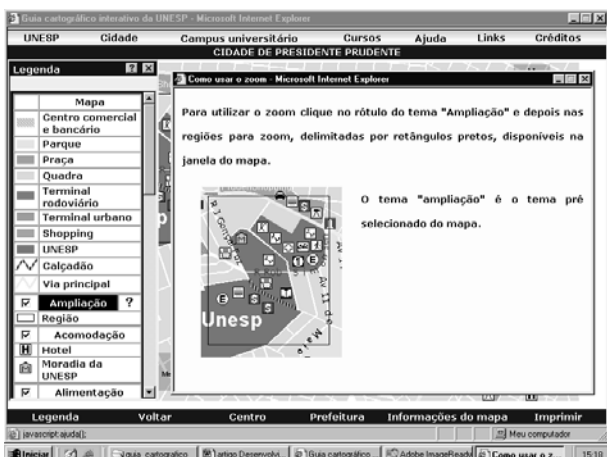 Guia cartográfico interativo da UNESP - Microsoft Internet Explorer
UNESP Cidade Campus universitário Cursos Ajuda Links Créditos
CIDADE DE PRESIDENTE PRUDENTE
Legenda
Mapa
Centro comercial
e bancário
Parque
Praça
Quadra
Terminal
rodoviário
Terminal urbano
Shopping
UNESP
Calçadão
Via principal
Ampliação ?
Região
Acomodação
Hotel
Moradia da
UNESP
Alimentação
Como usar o zoom - Microsoft Internet Explorer
Para utilizar o zoom clique no rótulo do tema "Ampliação" e depois nas
regiões para zoom, delimitadas por retângulos pretos, disponíveis na
janela do mapa.
O tema "ampliação" é o tema pré
selecionado do mapa.
Unesp
Legenda Voltar Centro Prefeitura Informações do mapa Imprimir
javascript:ajuda(); Meu computador
Iniciar guia cartografico artigo Desenvolvi... Guia cartográfico Adobe ImageReady Como usar o z... 15:18